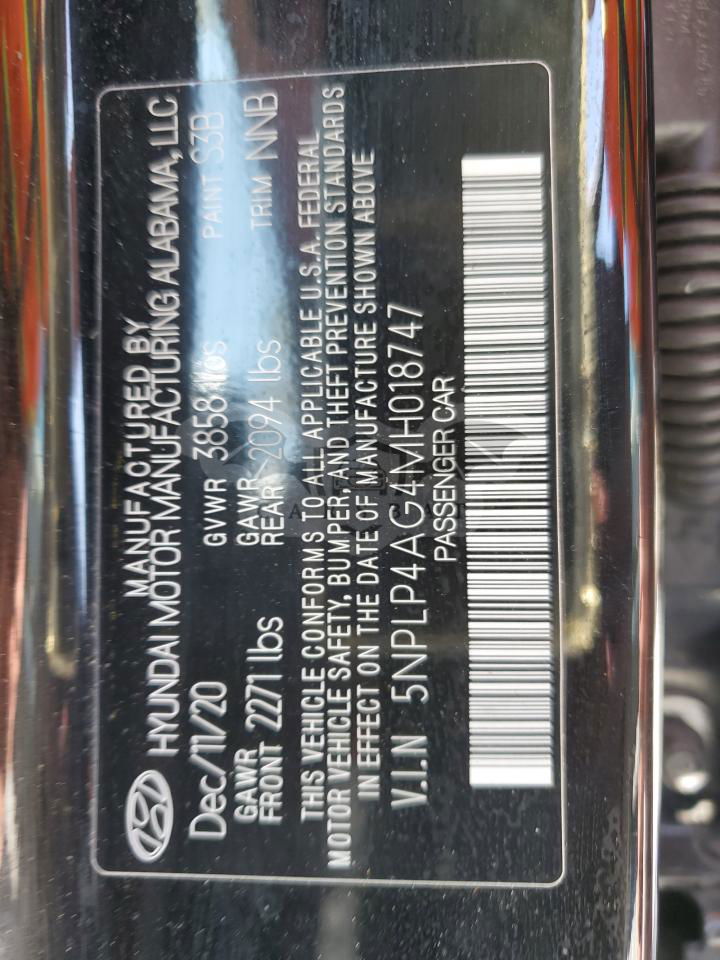 MANUFACTURED BY
HYUNDAI MOTOR MANUFACTURING ALABAMA, LLC
Dec/11/20 GVWR 3858 lbs PAINT S3B
GAWR FRONT 2271 lbs GAWR REAR 2094 lbs TRIM NNB
THIS VEHICLE CONFORMS TO ALL APPLICABLE U.S.A. FEDERAL
MOTOR VEHICLE SAFETY, BUMPER, AND THEFT PREVENTION STANDARDS
IN EFFECT ON THE DATE OF MANUFACTURE SHOWN ABOVE
V.I.N 5NPLP4AG4MH018747
PASSENGER CAR